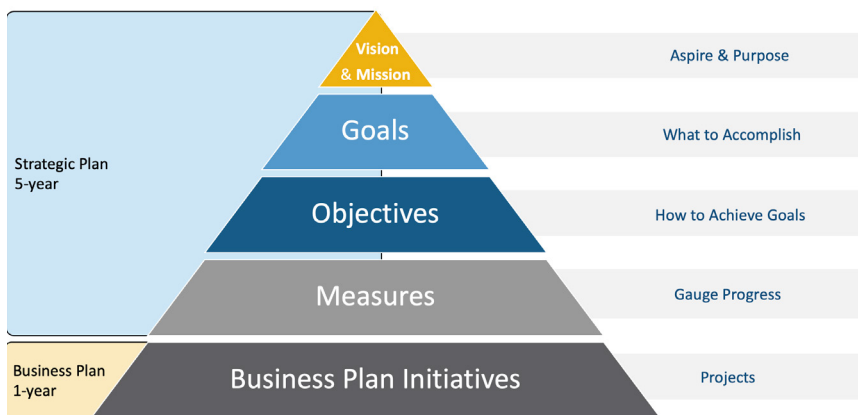 Vision
& Mission
Aspire & Purpose
Goals
What to Accomplish
Strategic Plan
5-year
Objectives
How to Achieve Goals
Measures
Gauge Progress
Business Plan
1-year
Business Plan Initiatives
Projects